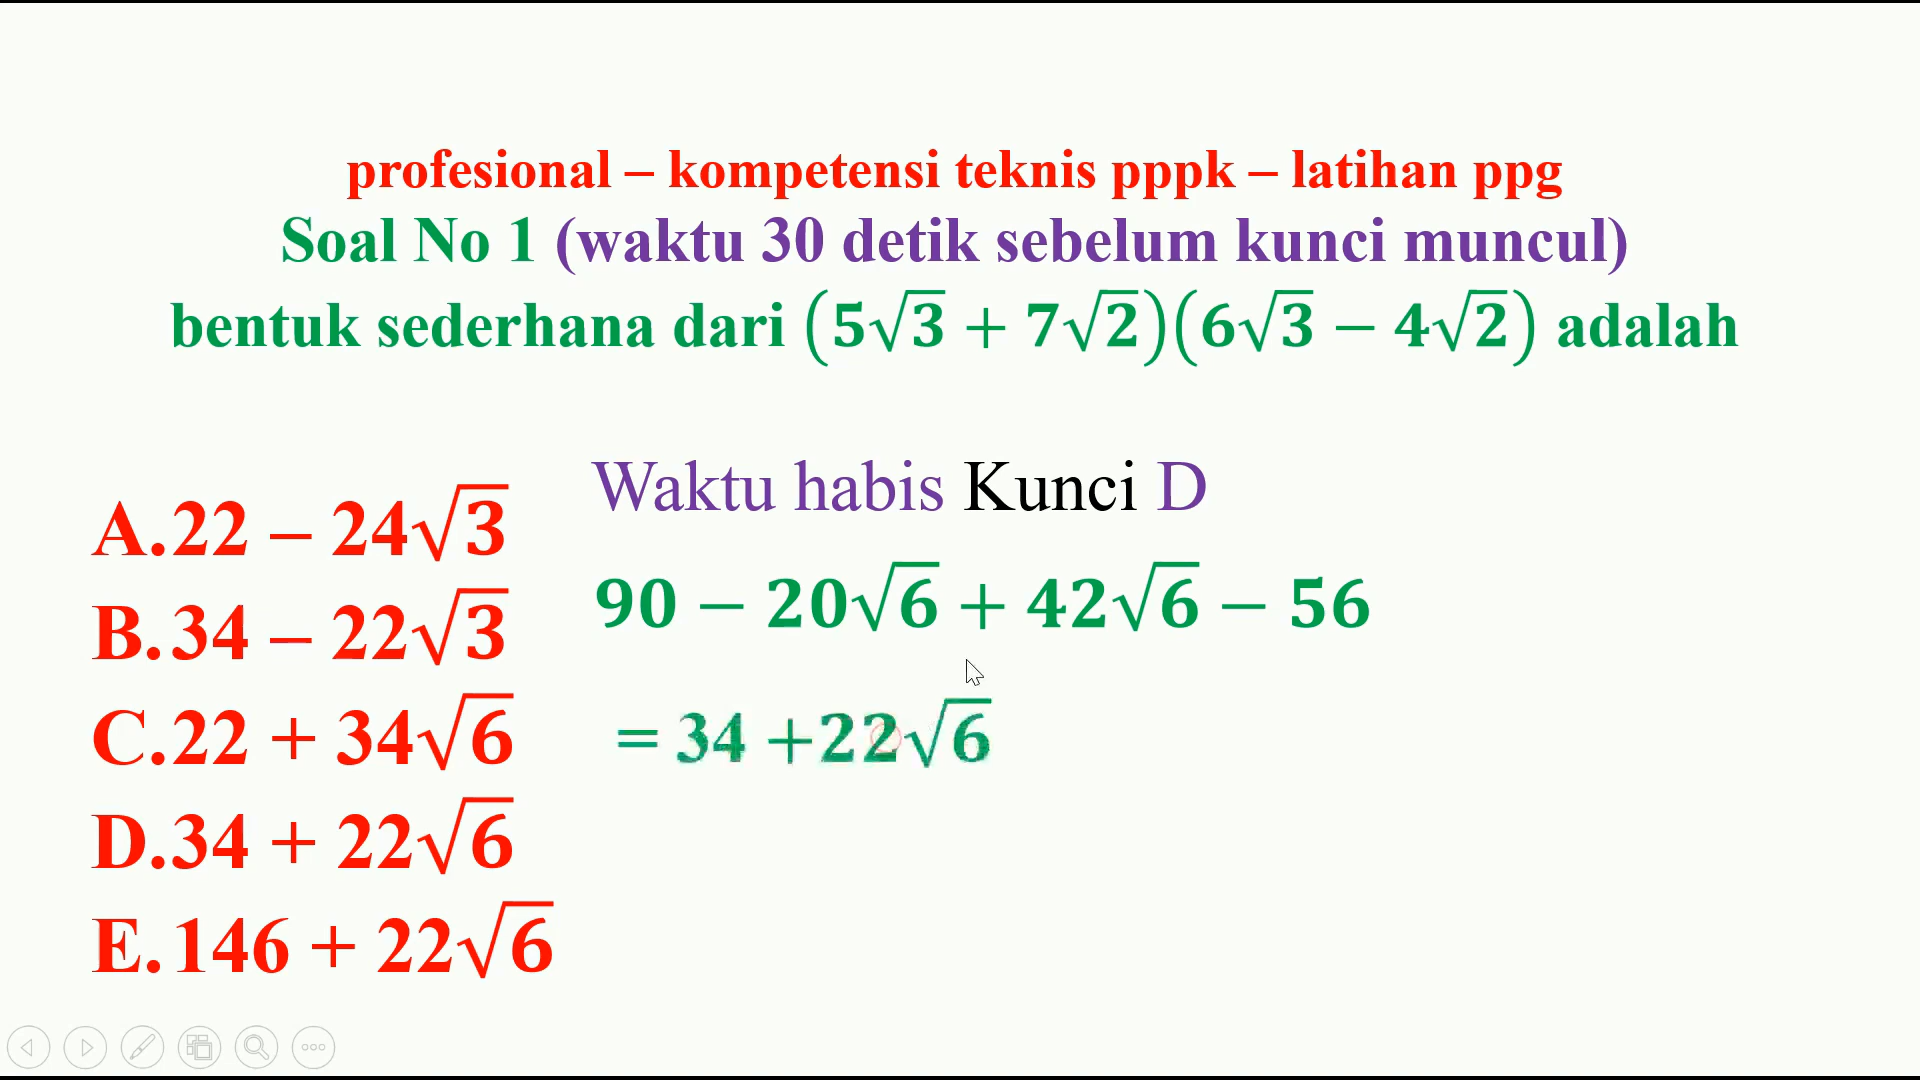 profesional – kompetensi teknis pppk – latihan ppg
Soal No 1 (waktu 30 detik sebelum kunci muncul)
bentuk sederhana dari (5√3 + 7√2)(6√3 − 4√2) adalah
Waktu habis Kunci D
90 − 20√6 + 42√6 − 56
= 34 +22√6
A. 22 – 24√3
B. 34 – 22√3
C. 22 + 34√6
D. 34 + 22√6
E. 146 + 22√6